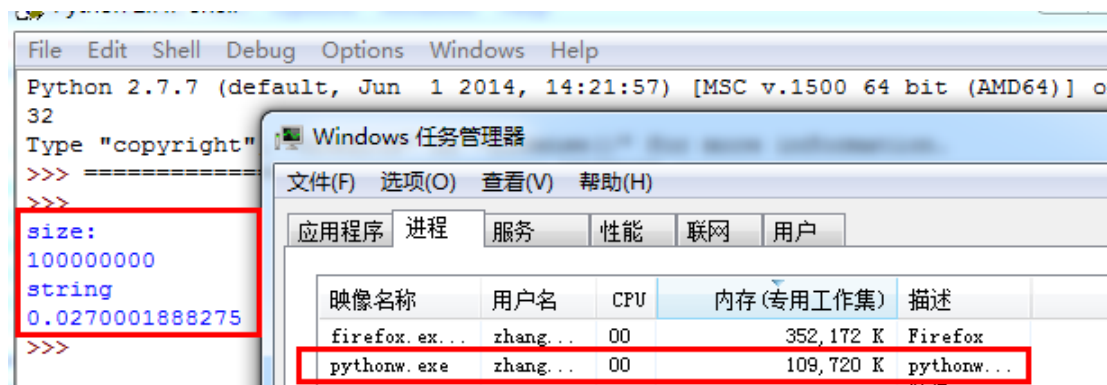 File Edit Shell Debug Options Windows Help
Python 2.7.7 (default, Jun 1 2014, 14:21:57) [MSC v.1500 64 bit (AMD64)] o
32
Type "copyright"
>>> =============
>>>
size:
100000000
string
0.0270001888275
>>>
Windows 任务管理器
for more information.
文件(F) 选项(O) 查看(V) 帮助(H)
应用程序 进程 服务 性能 联网 用户
映像名称 用户名 CPU 内存(专用工作集) 描述
firefox.ex... zhang... 00 352,172 K Firefox
pythonw.exe zhang... 00 109,720 K pythonw...